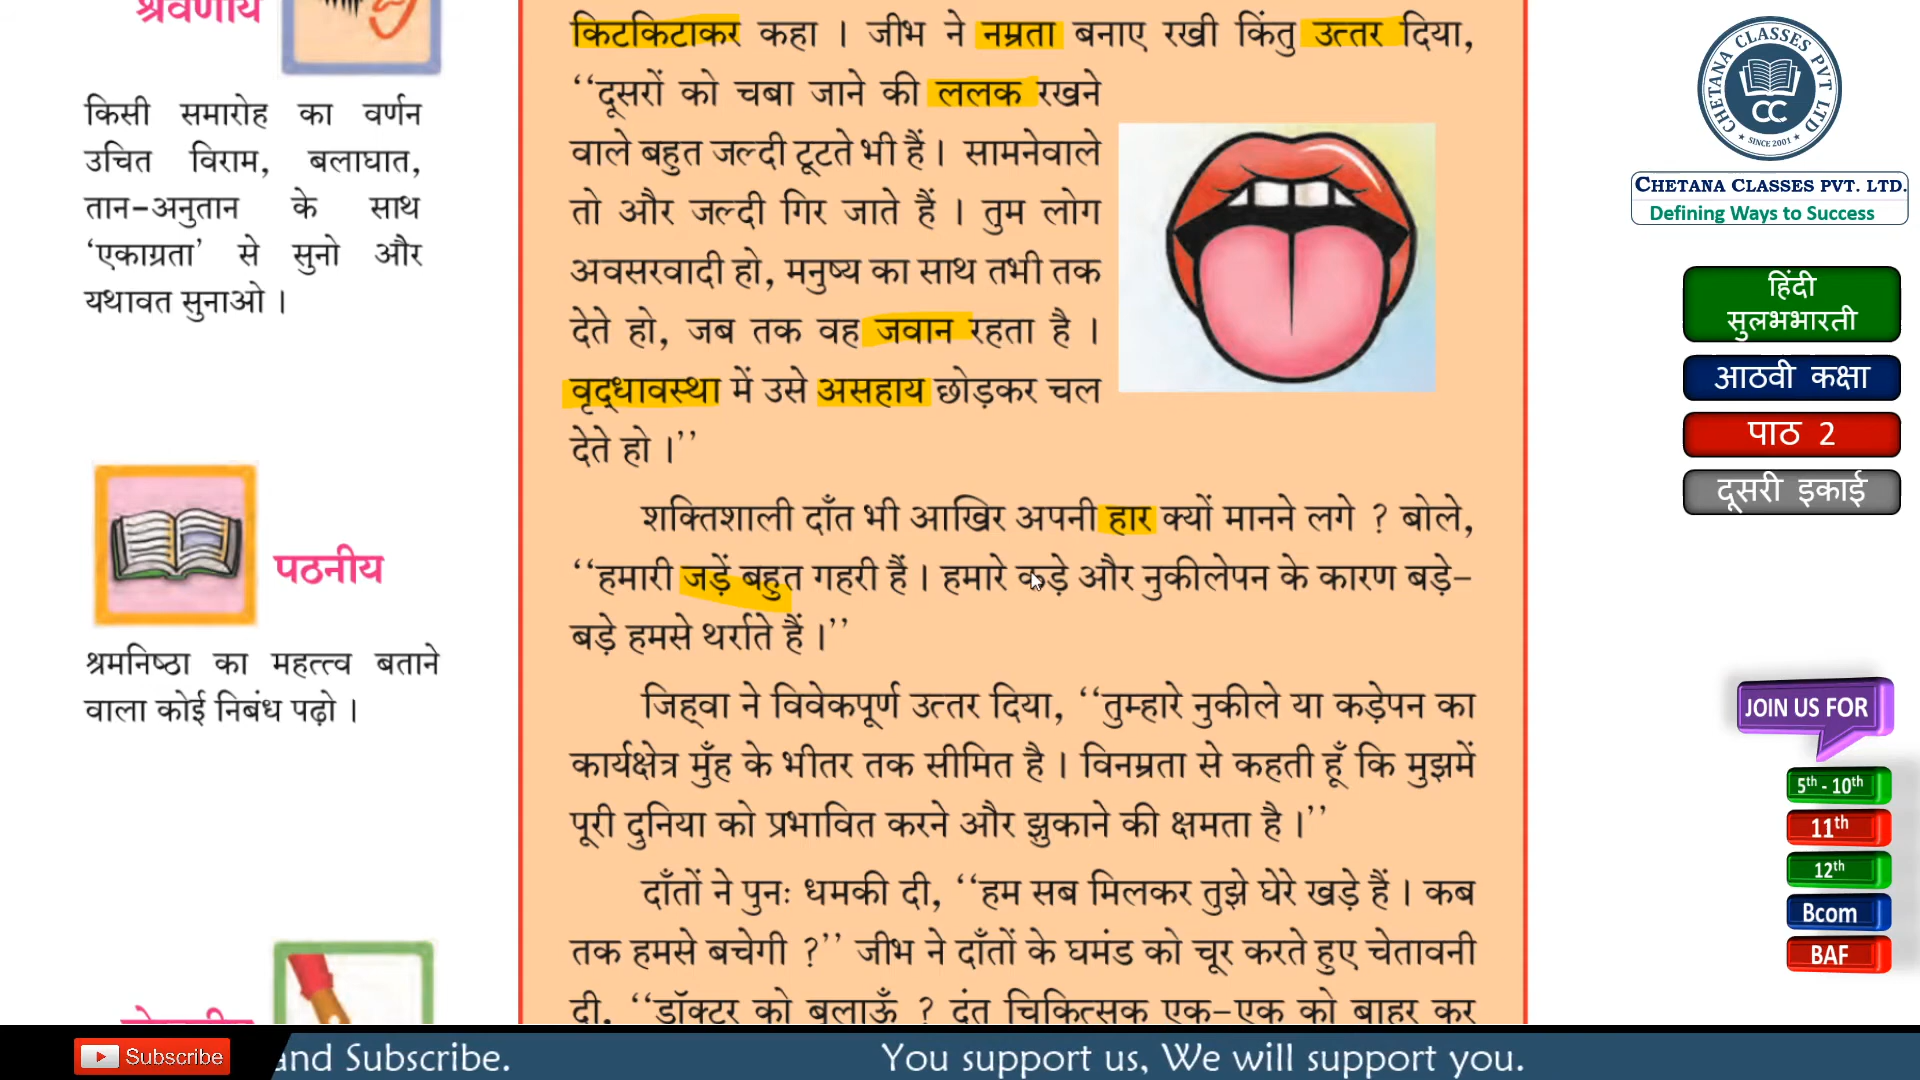 श्रवणीय
किसी समारोह का वर्णन
उचित विराम, बलाघात,
तान-अनुतान के साथ
‘एकाग्रता’ से सुनो और
यथावत सुनाओ ।
पठनीय
श्रमनिष्ठा का महत्त्व बताने
वाला कोई निबंध पढ़ो ।
किटकिटाकर कहा । जीभ ने नम्रता बनाए रखी किंतु उत्तर दिया,
‘‘दूसरों को चबा जाने की ललक रखने
वाले बहुत जल्दी टूटते भी हैं । सामनेवाले
तो और जल्दी गिर जाते हैं । तुम लोग
अवसरवादी हो, मनुष्य का साथ तभी तक
देते हो, जब तक वह जवान रहता है ।
वृद्धावस्था में उसे असहाय छोड़कर चल
देते हो ।’’
शक्तिशाली दाँत भी आखिर अपनी हार क्यों मानने लगे ? बोले,
‘‘हमारी जड़ें बहुत गहरी हैं । हमारे कड़े और नुकीलेपन के कारण बड़े-
बड़े हमसे थर्राते हैं ।’’
जिह्वा ने विवेकपूर्ण उत्तर दिया, ‘‘तुम्हारे नुकीले या कड़ेपन का
कार्यक्षेत्र मुँह के भीतर तक सीमित है । विनम्रता से कहती हूँ कि मुझमें
पूरी दुनिया को प्रभावित करने और झुकाने की क्षमता है ।’’
दाँतों ने पुनः धमकी दी, ‘‘हम सब मिलकर तुझे घेरे खड़े हैं । कब
तक हमसे बचेगी ?’’ जीभ ने दाँतों के घमंड को चूर करते हुए चेतावनी
दी, ‘‘डॉक्टर को बुलाऊँ ? दंत चिकित्सक एक-एक को बाहर कर
CHETANA CLASSES PVT LTD
CC
SINCE 2001
CHETANA CLASSES PVT. LTD.
Defining Ways to Success
हिंदी
सुलभभारती
आठवी कक्षा
पाठ 2
दूसरी इकाई
JOIN US FOR
5th - 10th
11th
12th
Bcom
BAF
Subscribe
and Subscribe.
You support us, We will support you.